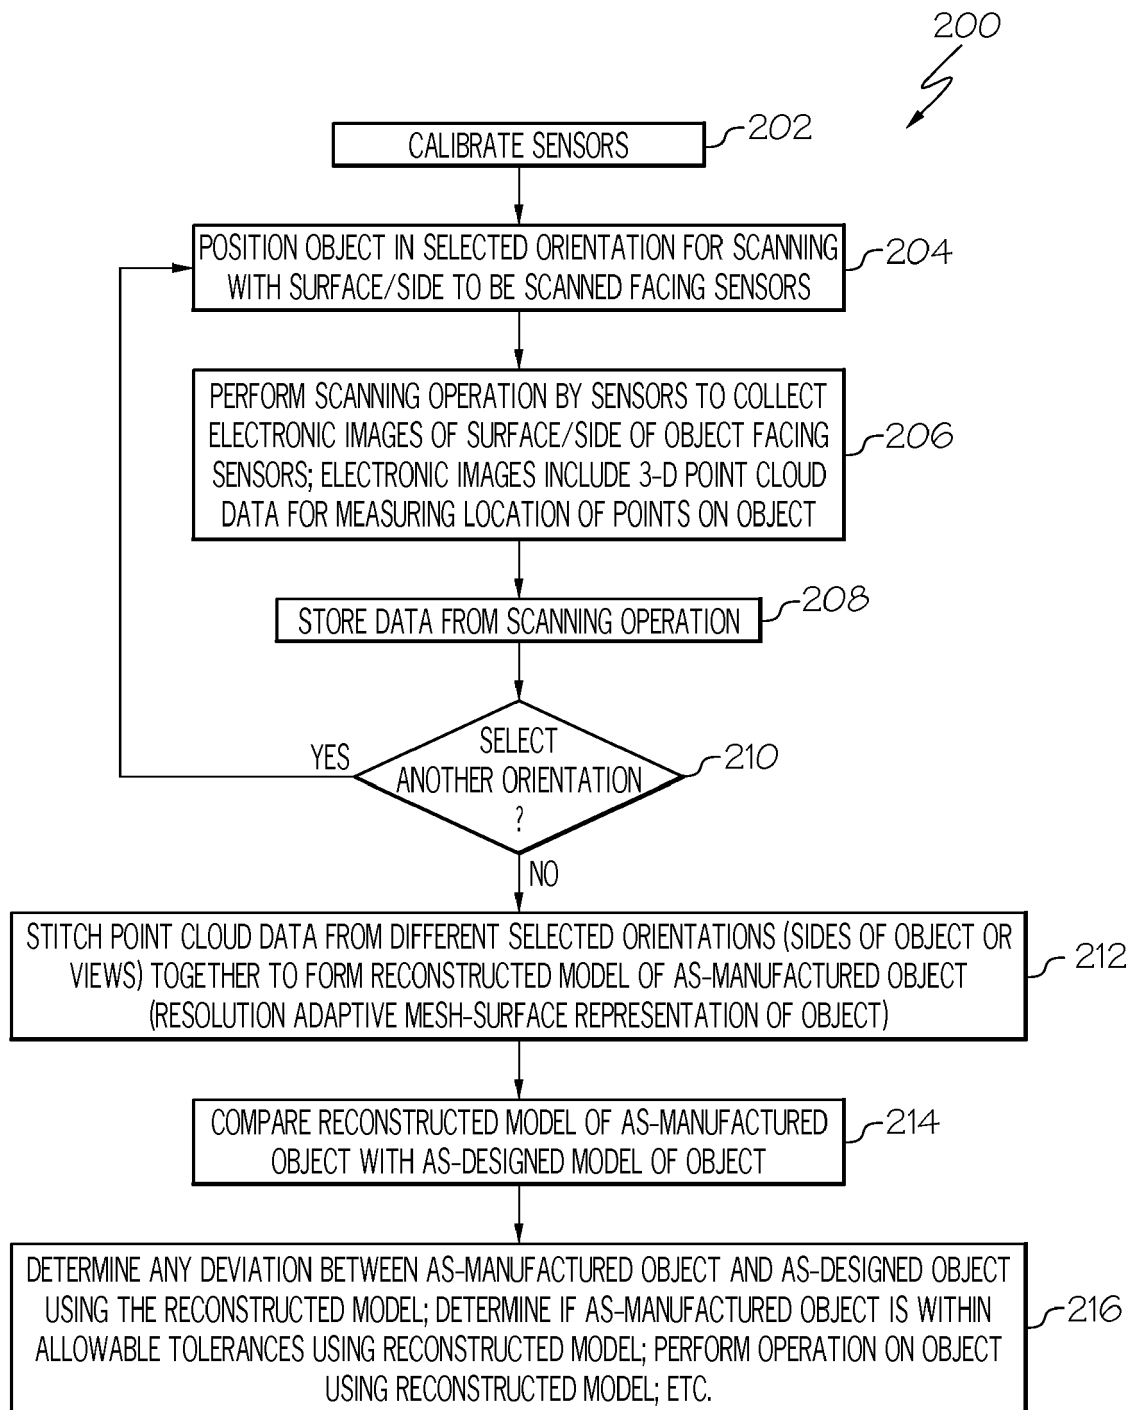 200
CALIBRATE SENSORS
202
POSITION OBJECT IN SELECTED ORIENTATION FOR SCANNING
WITH SURFACE/SIDE TO BE SCANNED FACING SENSORS
204
PERFORM SCANNING OPERATION BY SENSORS TO COLLECT
ELECTRONIC IMAGES OF SURFACE/SIDE OF OBJECT FACING
SENSORS; ELECTRONIC IMAGES INCLUDE 3-D POINT CLOUD
DATA FOR MEASURING LOCATION OF POINTS ON OBJECT
206
STORE DATA FROM SCANNING OPERATION
208
SELECT
ANOTHER ORIENTATION
?
210
YES
NO
STITCH POINT CLOUD DATA FROM DIFFERENT SELECTED ORIENTATIONS (SIDES OF OBJECT OR
VIEWS) TOGETHER TO FORM RECONSTRUCTED MODEL OF AS-MANUFACTURED OBJECT
(RESOLUTION ADAPTIVE MESH-SURFACE REPRESENTATION OF OBJECT)
212
COMPARE RECONSTRUCTED MODEL OF AS-MANUFACTURED
OBJECT WITH AS-DESIGNED MODEL OF OBJECT
214
DETERMINE ANY DEVIATION BETWEEN AS-MANUFACTURED OBJECT AND AS-DESIGNED OBJECT
USING THE RECONSTRUCTED MODEL; DETERMINE IF AS-MANUFACTURED OBJECT IS WITHIN
ALLOWABLE TOLERANCES USING RECONSTRUCTED MODEL; PERFORM OPERATION ON OBJECT
USING RECONSTRUCTED MODEL; ETC.
216